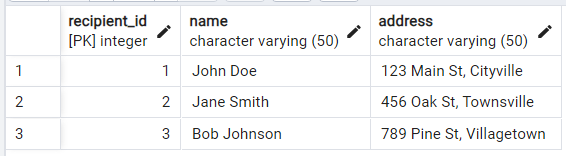 recipient_id name address
[PK] integer character varying (50) character varying (50)
1 1 John Doe 123 Main St, Cityville
2 2 Jane Smith 456 Oak St, Townsville
3 3 Bob Johnson 789 Pine St, Villagetown